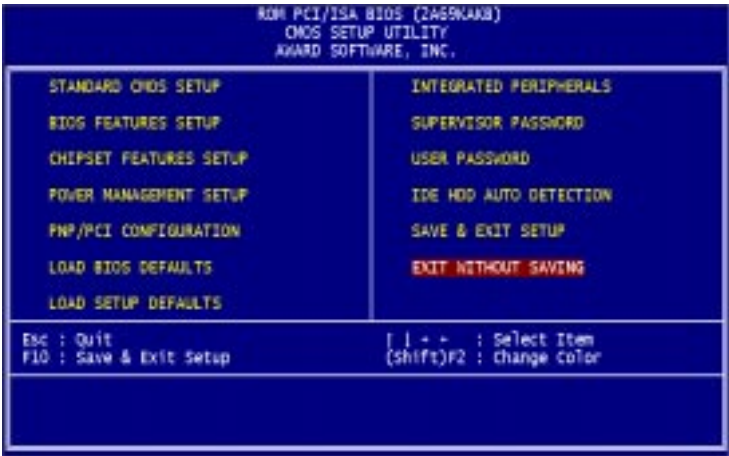 ROM PCI/ISA BIOS (2A69KAKB)
CMOS SETUP UTILITY
AWARD SOFTWARE, INC.
STANDARD CMOS SETUP
BIOS FEATURES SETUP
CHIPSET FEATURES SETUP
POWER MANAGEMENT SETUP
PNP/PCI CONFIGURATION
LOAD BIOS DEFAULTS
LOAD SETUP DEFAULTS
INTEGRATED PERIPHERALS
SUPERVISOR PASSWORD
USER PASSWORD
IDE HDD AUTO DETECTION
SAVE & EXIT SETUP
EXIT WITHOUT SAVING
Esc : Quit
F10 : Save & Exit Setup
: Select Item
(Shift)F2 : Change Color